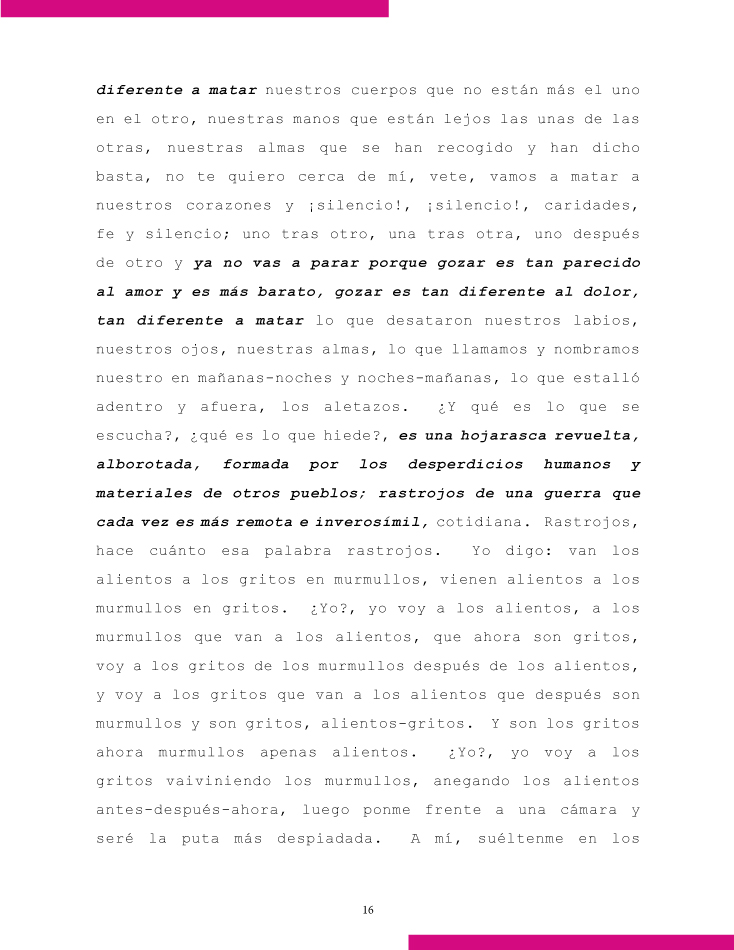 diferente a matar nuestros cuerpos que no están más el uno
en el otro, nuestras manos que están lejos las unas de las
otras, nuestras almas que se han recogido y han dicho
basta, no te quiero cerca de mí, vete, vamos a matar a
nuestros corazones y ¡silencio!, ¡silencio!, caridades,
fe y silencio; uno tras otro, una tras otra, uno después
de otro y ya no vas a parar porque gozar es tan parecido
al amor y es más barato, gozar es tan diferente al dolor,
tan diferente a matar lo que desataron nuestros labios,
nuestros ojos, nuestras almas, lo que llamamos y nombramos
nuestro en mañanas-noches y noches-mañanas, lo que estalló
adentro y afuera, los aletazos. ¿Y qué es lo que se
escucha?, ¿qué es lo que hiede?, es una hojarasca revuelta,
alborotada, formada por los desperdicios humanos y
materiales de otros pueblos; rastrojos de una guerra que
cada vez es más remota e inverosímil, cotidiana. Rastrojos,
hace cuánto esa palabra rastrojos. Yo digo: van los
alientos a los gritos en murmullos, vienen alientos a los
murmullos en gritos. ¿Yo?, yo voy a los alientos, a los
murmullos que van a los alientos, que ahora son gritos,
voy a los gritos de los murmullos después de los alientos,
y voy a los gritos que van a los alientos que después son
murmullos y son gritos, alientos-gritos. Y son los gritos
ahora murmullos apenas alientos. ¿Yo?, yo voy a los
gritos vaiviniendo los murmullos, anegando los alientos
antes-después-ahora, luego ponme frente a una cámara y
seré la puta más despiadada. A mí, suéltenme en los
16